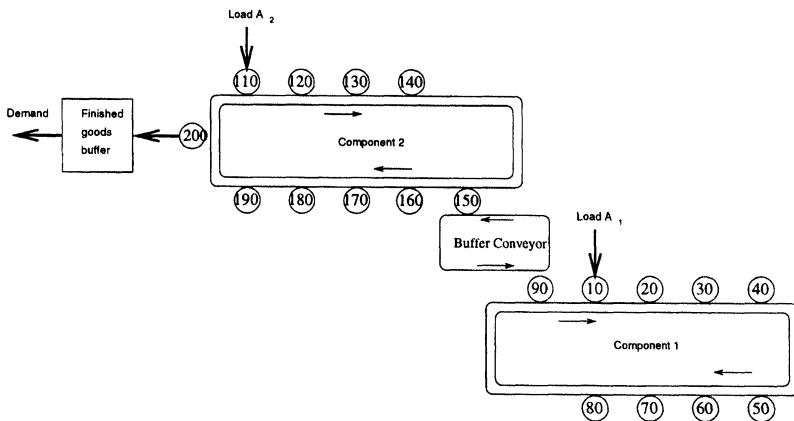 Load A 2
110 120 130 140
Demand
Finished
goods
buffer
200
Component 2
190 180 170 160 150
Buffer Conveyor
Load A 1
90 10 20 30 40
Component 1
80 70 60 50